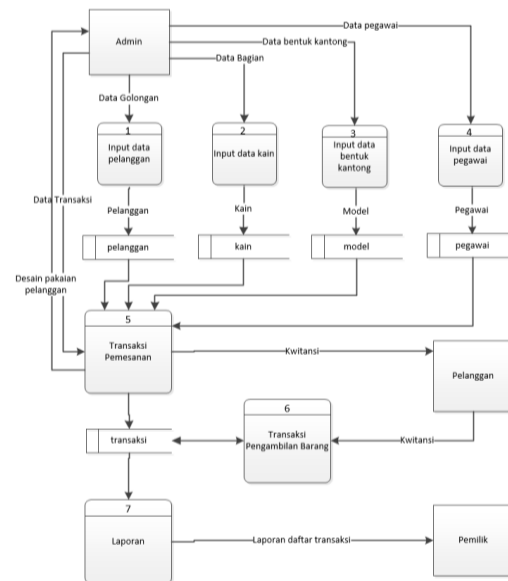 Data pegawai
Admin
Data bentuk kantong
Data Bagian
Data Golongan
1
Input data
pelanggan
2
Input data kain
3
Input data
bentuk
kantong
4
Input data
pegawai
Data Transaksi
Pelanggan
Kain
Model
Pegawai
pelanggan
kain
model
pegawai
Desain pakaian
pelanggan
5
Transaksi
Pemesanan
Kwitansi
Pelanggan
6
Transaksi
Pengambilan Barang
Kwitansi
transaksi
7
Laporan
Laporan daftar transaksi
Pemilik